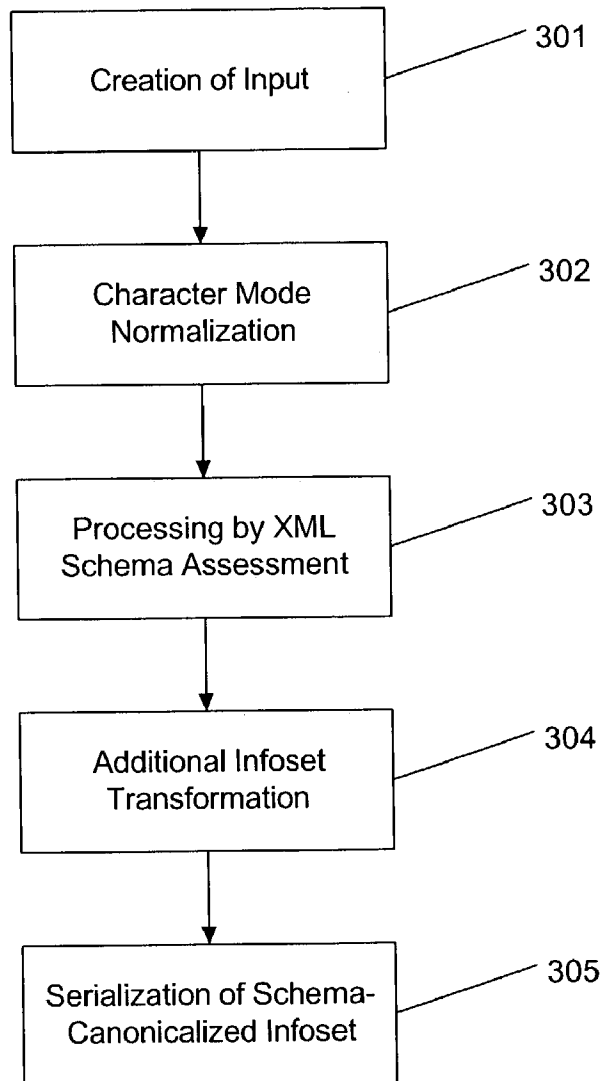 Creation of Input
301
Character Mode
Normalization
302
Processing by XML
Schema Assessment
303
Additional Infoset
Transformation
304
Serialization of Schema-
Canonicalized Infoset
305